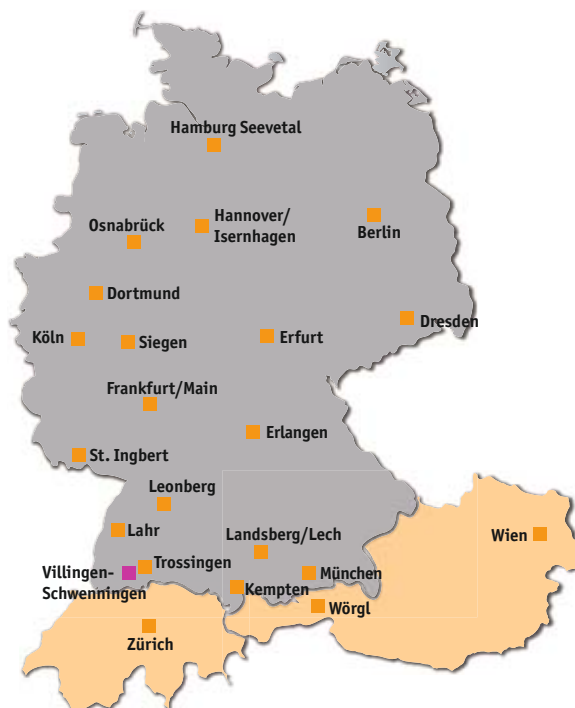 Hamburg Seevetal
Hannover/
Isernhagen
Osnabrück
Berlin
Dortmund
Dresden
Köln
Siegen
Erfurt
Frankfurt/Main
Erlangen
St. Ingbert
Leonberg
Lahr
Landsberg/Lech
Wien
Trossingen
Villingen-
Schwenningen
München
Kempten
Wörgl
Zürich